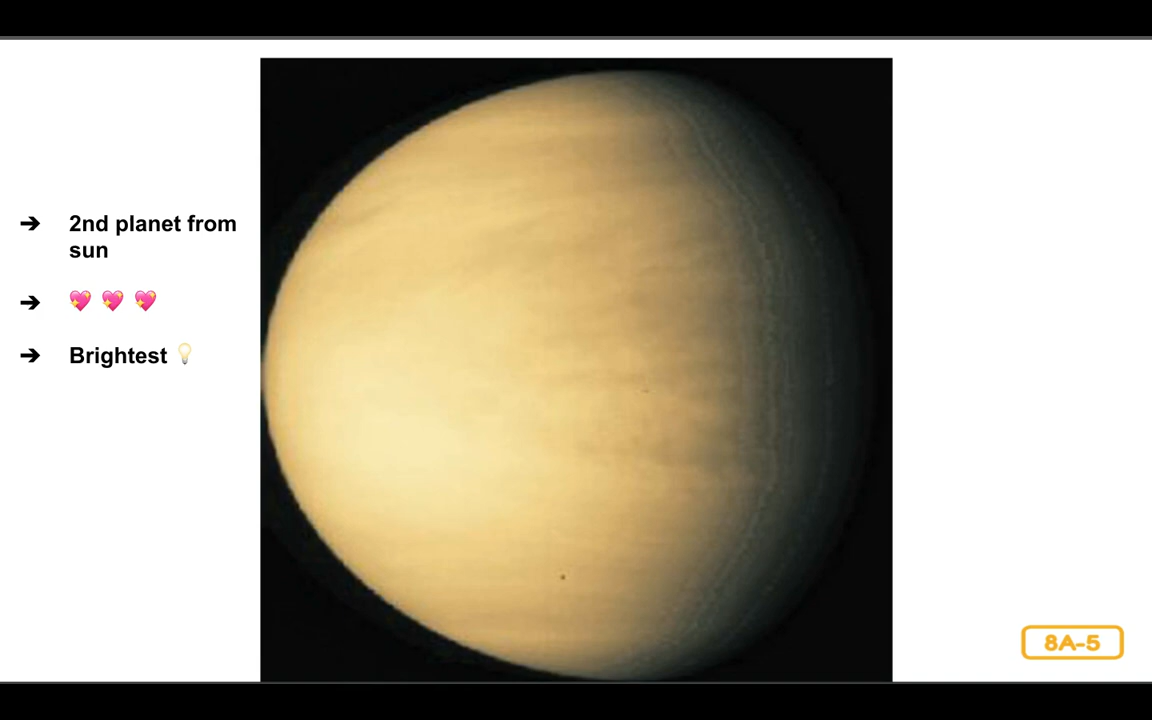 ➔ 2nd planet from
sun
➔ 💖 💖 💖
➔ Brightest 💡
8A-5